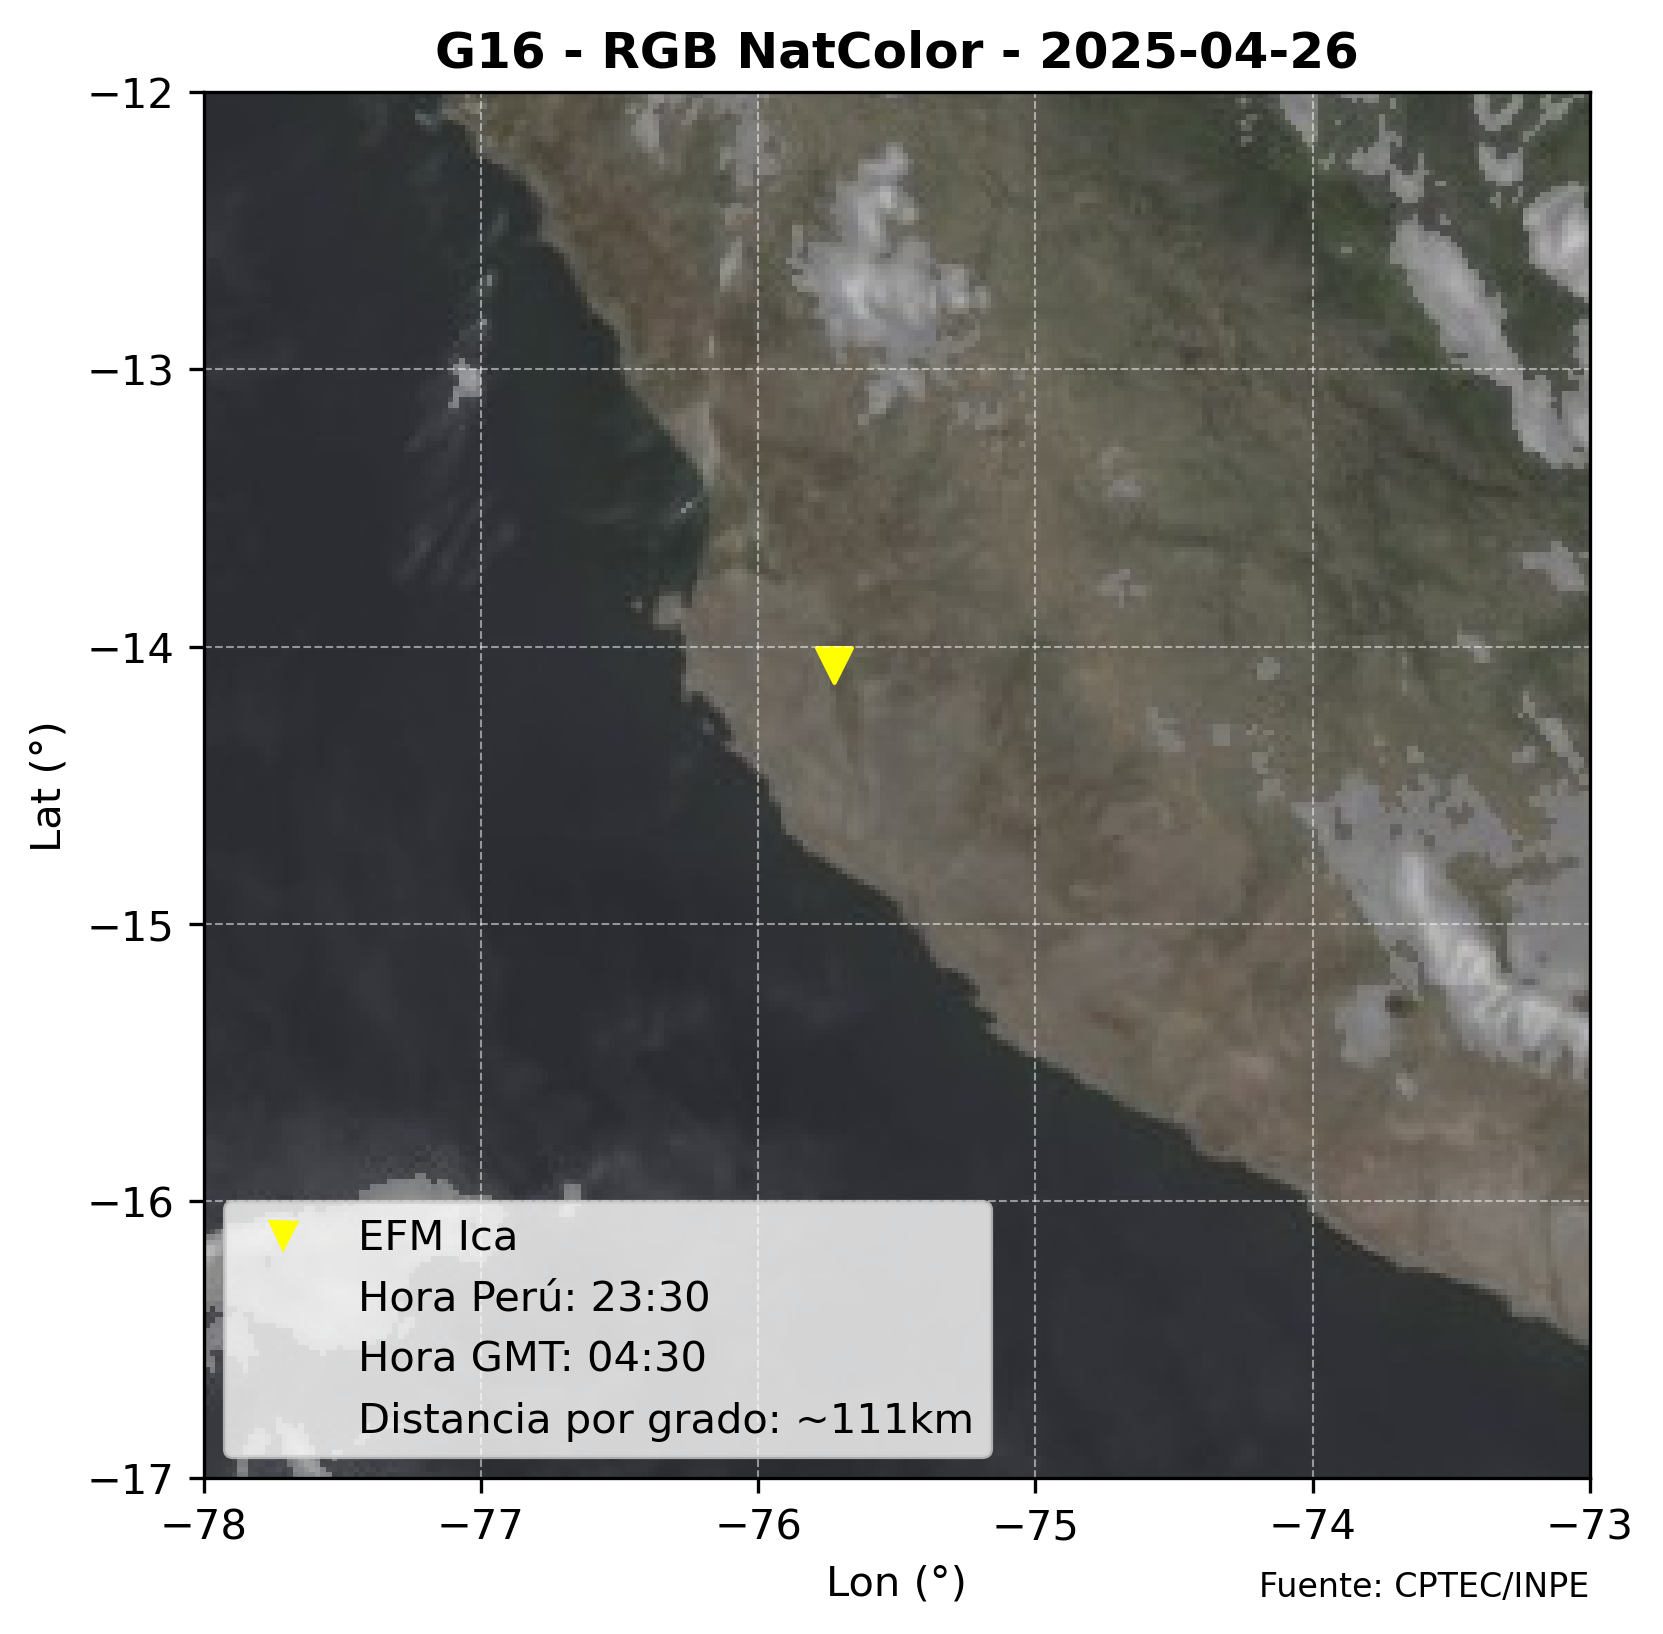 G16 - RGB NatColor - 2025-04-26
−12
−13
−14
−15
−16
−17
Lat (°)
EFM Ica
Hora Perú: 23:30
Hora GMT: 04:30
Distancia por grado: ~111km
−78 −77 −76 −75 −74 −73
Lon (°)
Fuente: CPTEC/INPE